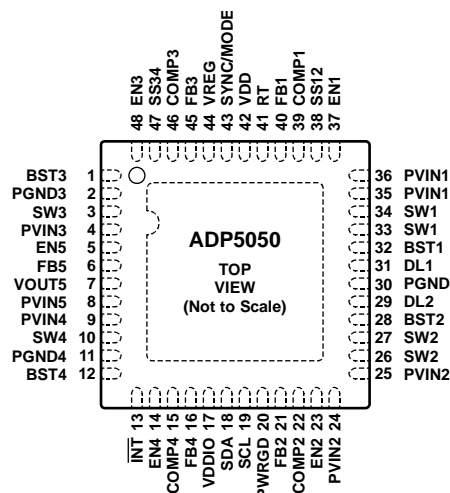 48 EN3
47 SS34
46 COMP3
45 FB3
44 VREG
43 SYNC/MODE
42 VDD
41 RT
40 FB1
39 COMP1
38 SS12
37 EN1
BST3 1
PGND3 2
SW3 3
PVIN3 4
EN5 5
FB5 6
VOUT5 7
PVIN5 8
PVIN4 9
SW4 10
PGND4 11
BST4 12
ADP5050
TOP
VIEW
(Not to Scale)
36 PVIN1
35 PVIN1
34 SW1
33 SW1
32 BST1
31 DL1
30 PGND
29 DL2
28 BST2
27 SW2
26 SW2
25 PVIN2
INT 13
EN4 14
COMP4 15
FB4 16
VDDIO 17
SDA 18
SCL 19
PWRGD 20
FB2 21
COMP2 22
EN2 23
PVIN2 24